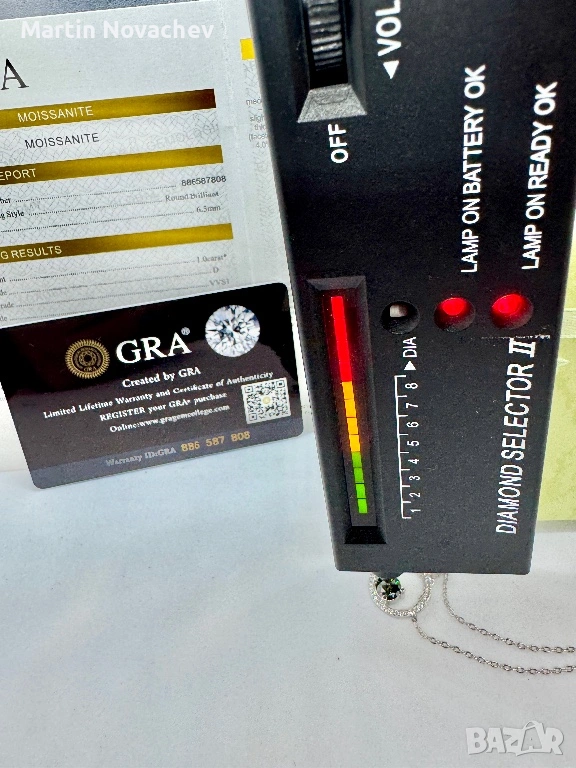 Martin Novachev
RA
MOISSANITE
MOISSANITE
EPORT
886587808
Round Brilliant
6.5mm
G RESULTS
1.0carat*
D
VVS1
GRA®
Created by GRA
Limited Lifetime Warranty and Certificate of Authenticity
REGISTER your GRA® purchase
Online:www.gragemcollege.com
Warranty ID:GRA 886 587 808
◄VOL
OFF
LAMP ON BATTERY OK
LAMP ON READY OK
1 2 3 4 5 6 7 8 ►DIA
DIAMOND SELECTOR II
BAZAR